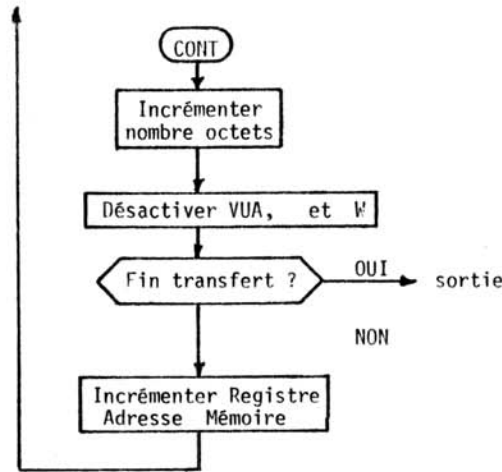 CONT
Incrémenter
nombre octets
Désactiver VUA, et W
Fin transfert ?
OUI
sortie
NON
Incrémenter Registre
Adresse Mémoire